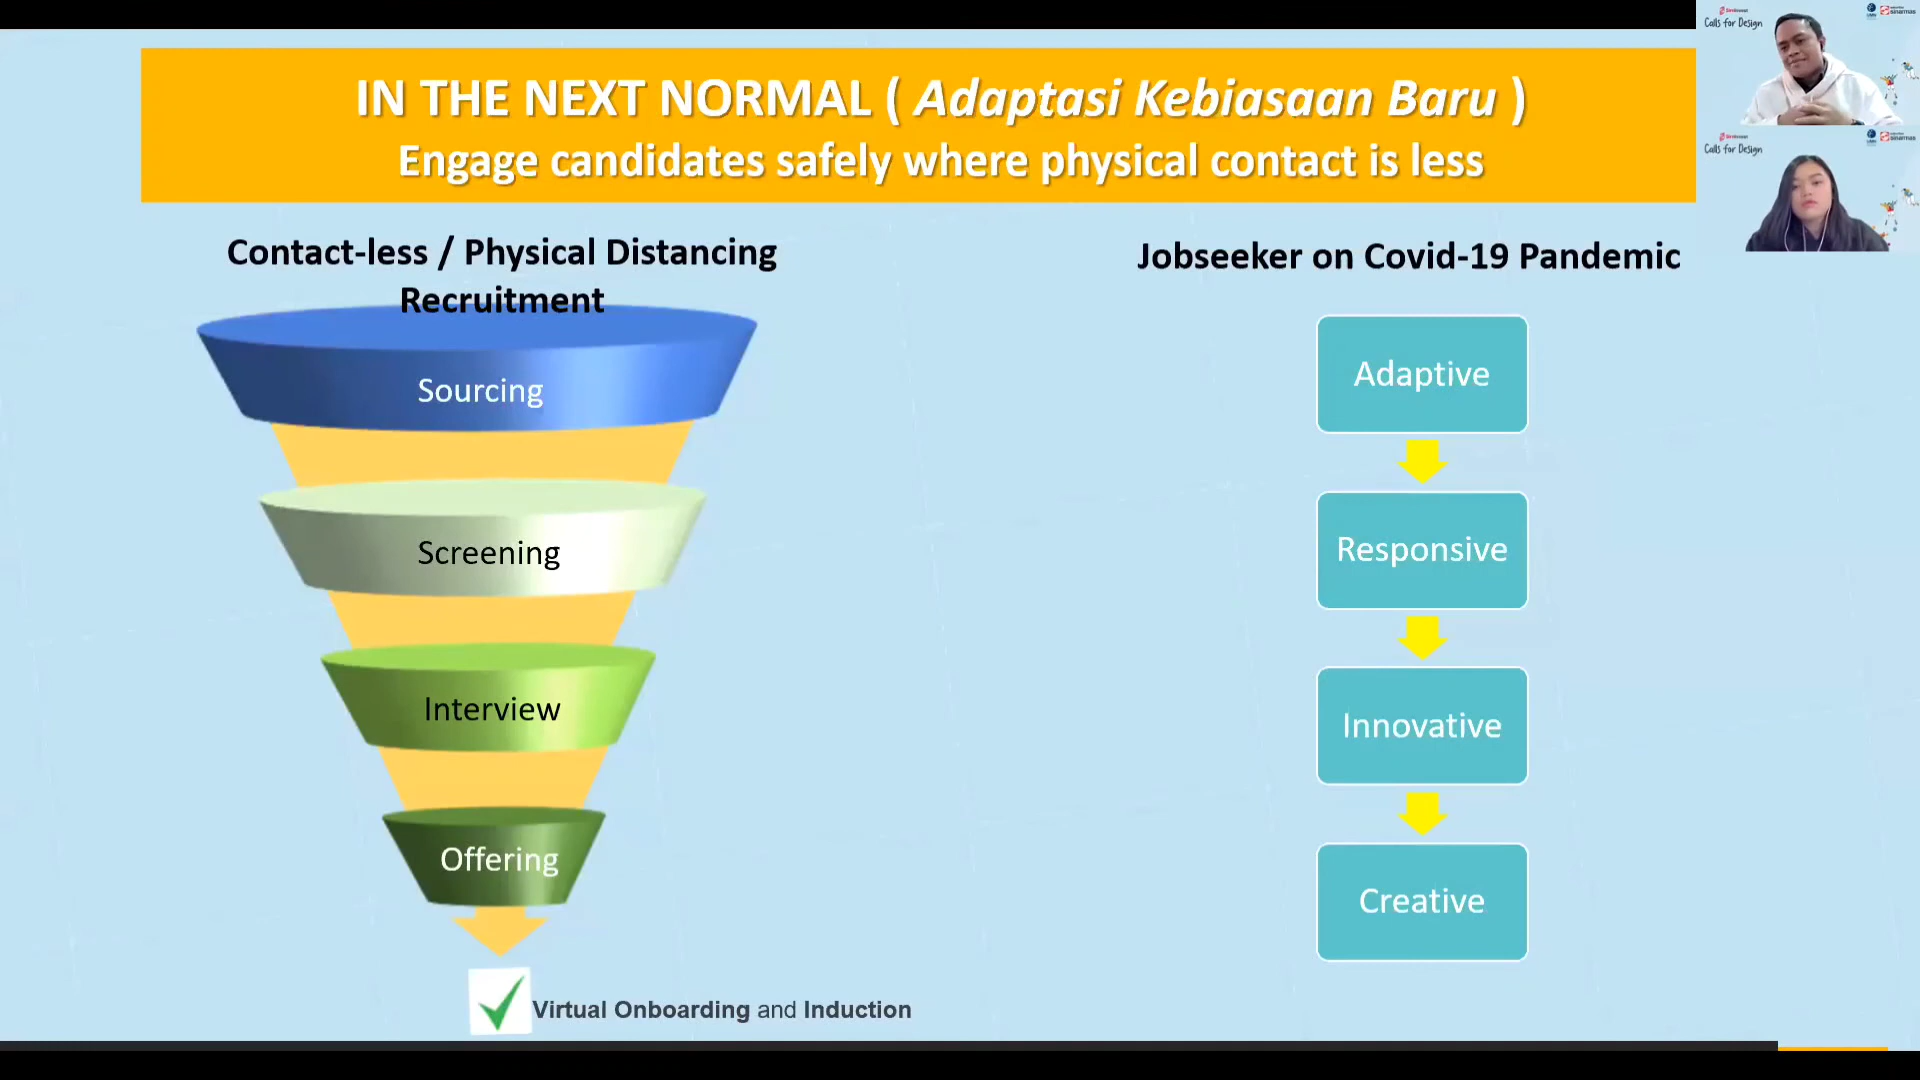 IN THE NEXT NORMAL ( Adaptasi Kebiasaan Baru )
Engage candidates safely where physical contact is less
Contact-less / Physical Distancing
Recruitment
Sourcing
Screening
Interview
Offering
Virtual Onboarding and Induction
Jobseeker on Covid-19 Pandemic
Adaptive
Responsive
Innovative
Creative
Calls for Design
sinarmas
Calls for Design
sinarmas